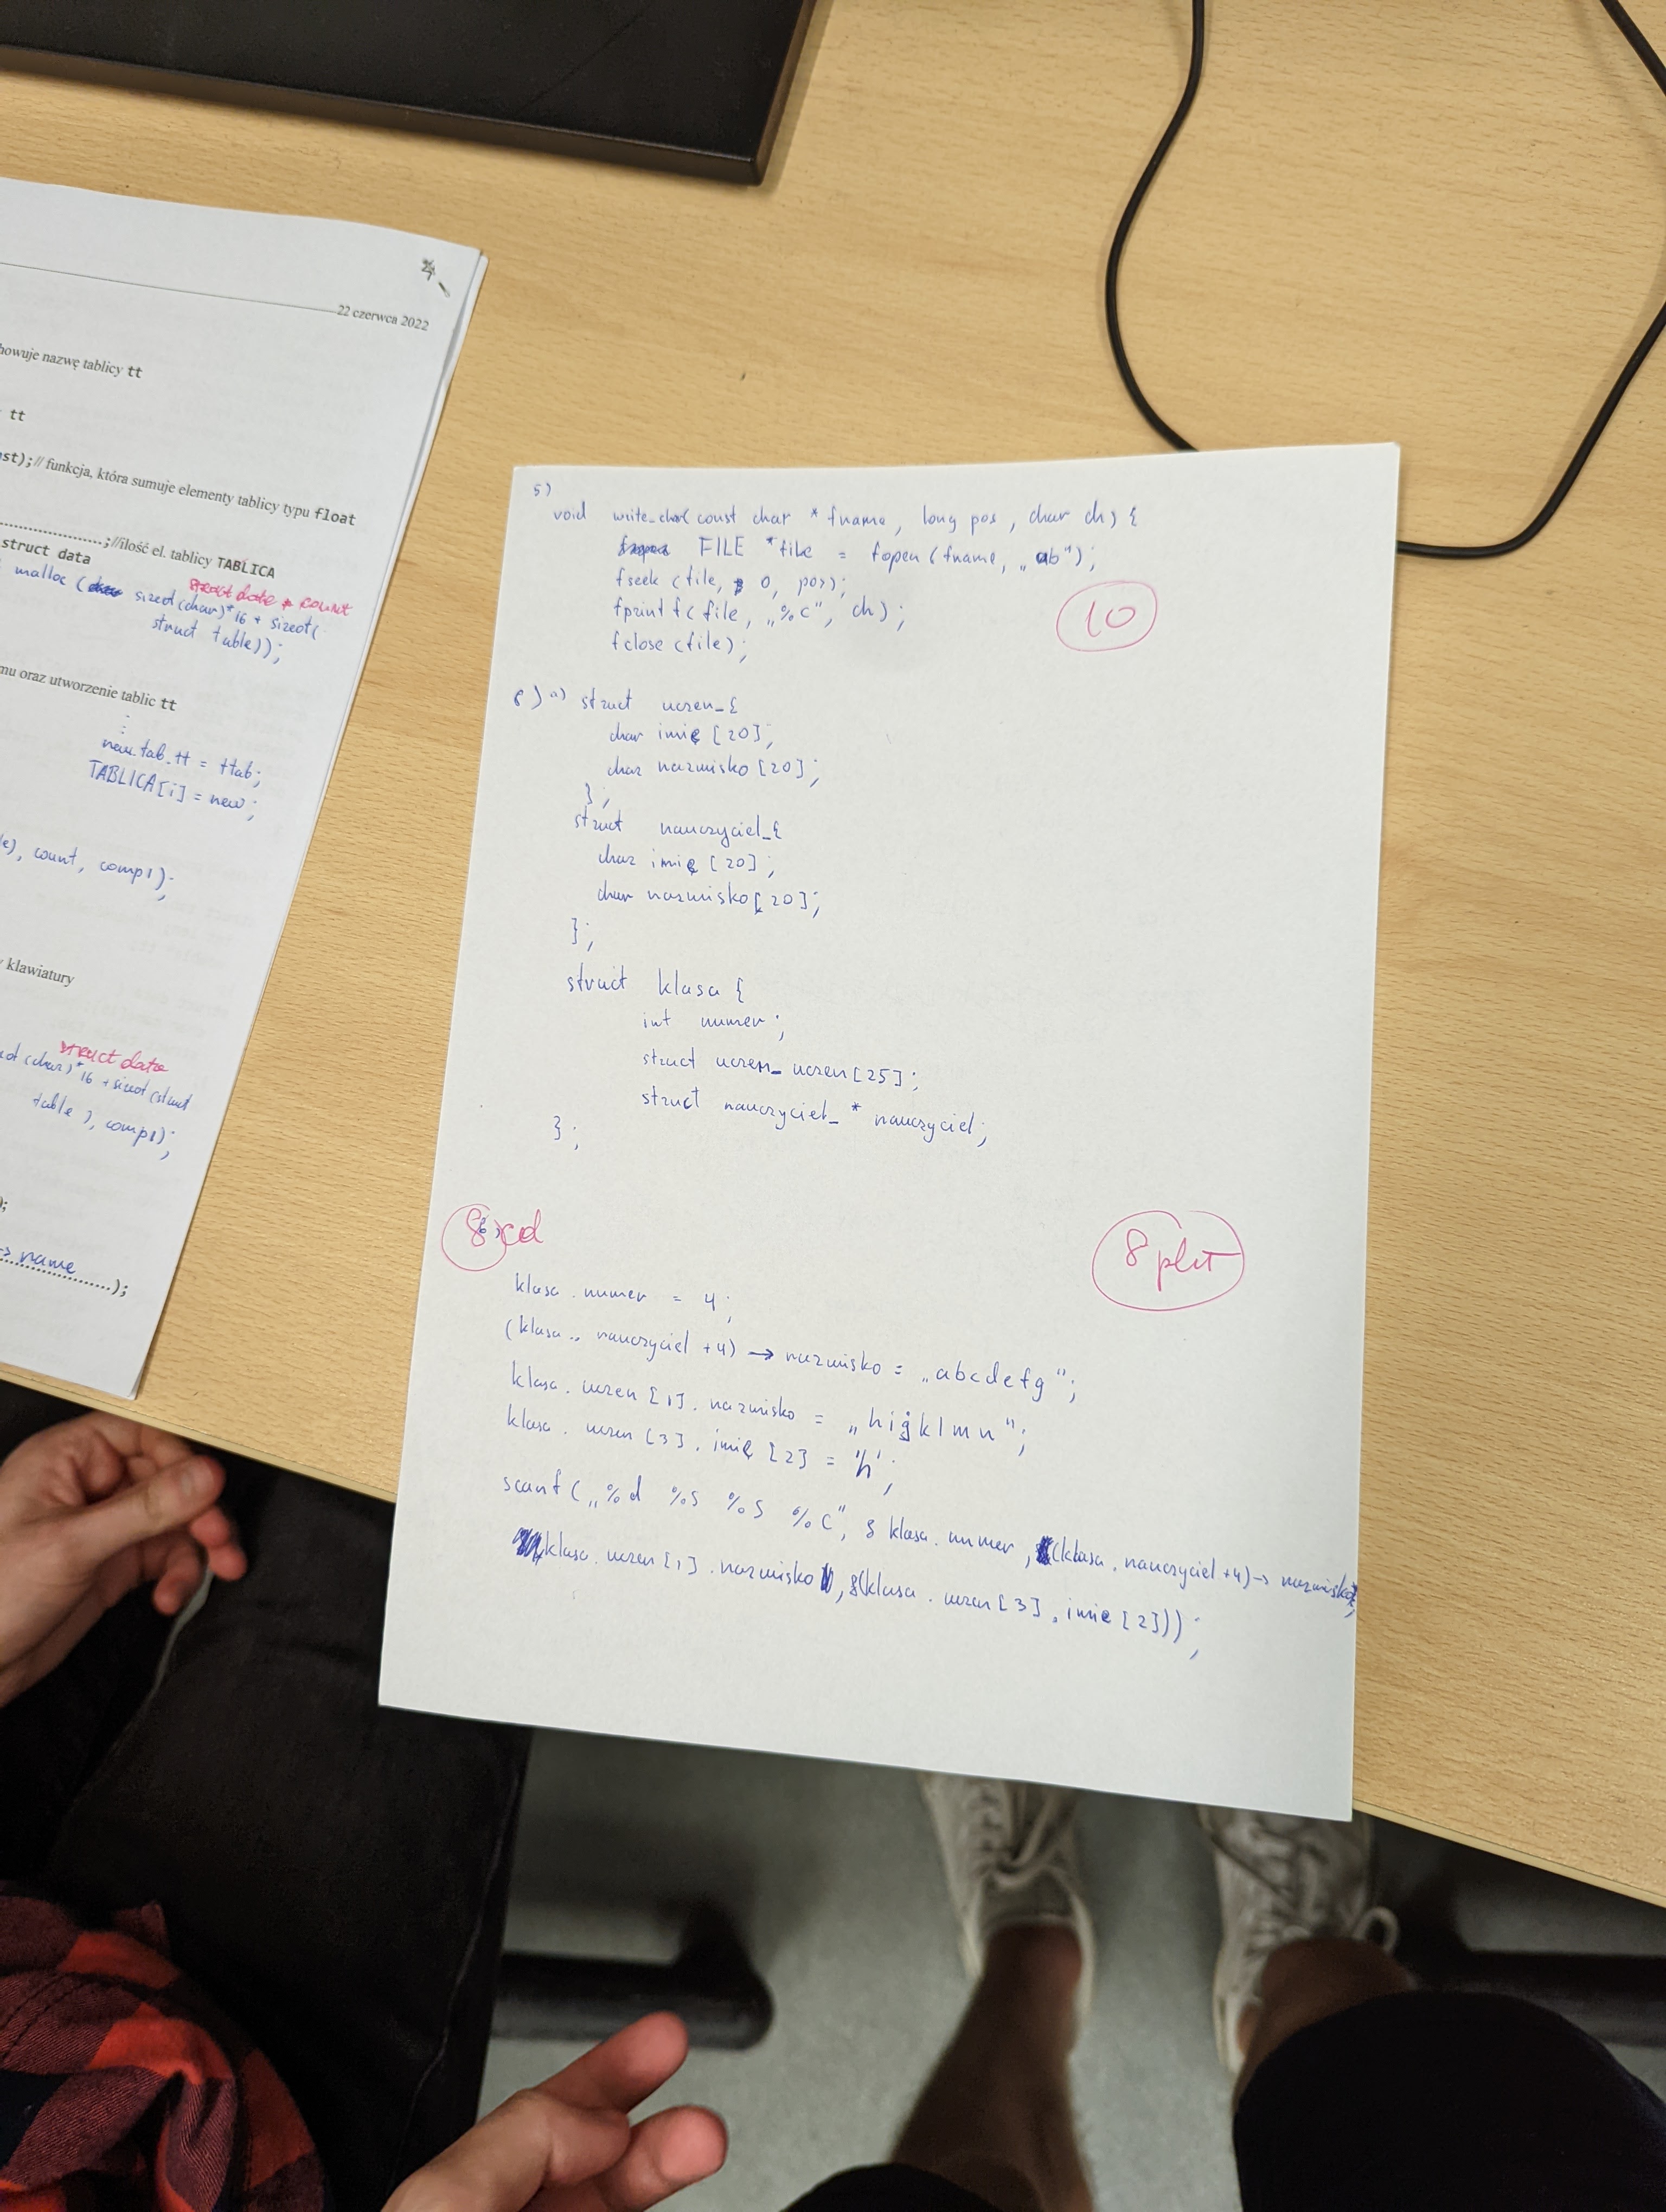 22 czerwca 2022
howuje nazwę tablicy tt
tt
st);// funkcja, która sumuje elementy tablicy typu float
;//ilość el. tablicy TABLICA
struct data
struct data * count
malloc ( sizeof(char)*16 + sizeof(
struct table));
mu oraz utworzenie tablic tt
new.tab.tt = ttab;
TABLICA[i] = new;
), count, comp1);
klawiatury
struct data
(char)*16 + sizeof(struct
table), comp1);
);
-> name
);
5)
void write_char(const char * fname, long pos, char ch) {
FILE *file = fopen(fname, „ab");
fseek (file, 0, pos);
fprintf(file, „%c", ch);
fclose (file);
10
6) a) struct uczen_{
char imię [20];
char nazwisko [20];
};
struct nauczyciel_{
char imię [20];
char nazwisko[20];
};
struct klasa {
int numer;
struct uczen_ uczen[25];
struct nauczyciel_ * nauczyciel;
};
8 cd
8 pkt
klasa.numer = 4;
(klasa.nauczyciel +4) -> nazwisko = „abcdefg";
klasa.uczen [1].nazwisko = „hijklmn";
klasa.uczen [3].imię [2] = 'h';
scanf(„%d %s %s %c", & klasa.numer, (klasa.nauczyciel +4)-> nazwisko,
klasa.uczen [1].nazwisko, &(klasa.uczen [3].imię [2]));